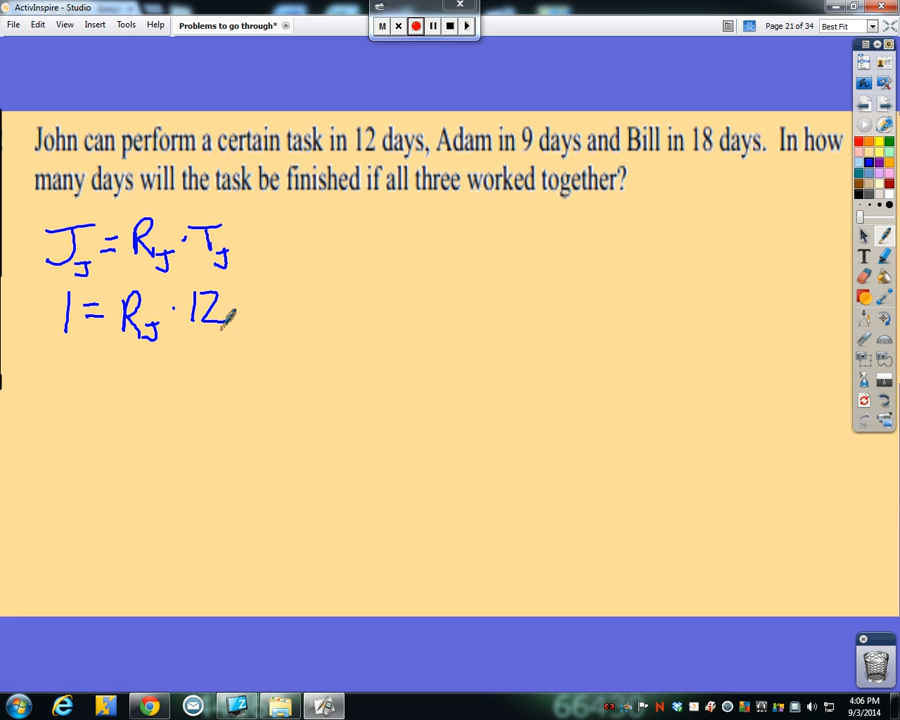 ActivInspire - Studio
File Edit View Insert Tools Help Problems to go through* Page 21 of 34 Best Fit
John can perform a certain task in 12 days, Adam in 9 days and Bill in 18 days. In how
many days will the task be finished if all three worked together?
J_J = R_J · T_J
1 = R_J · 12
4:06 PM
9/3/2014